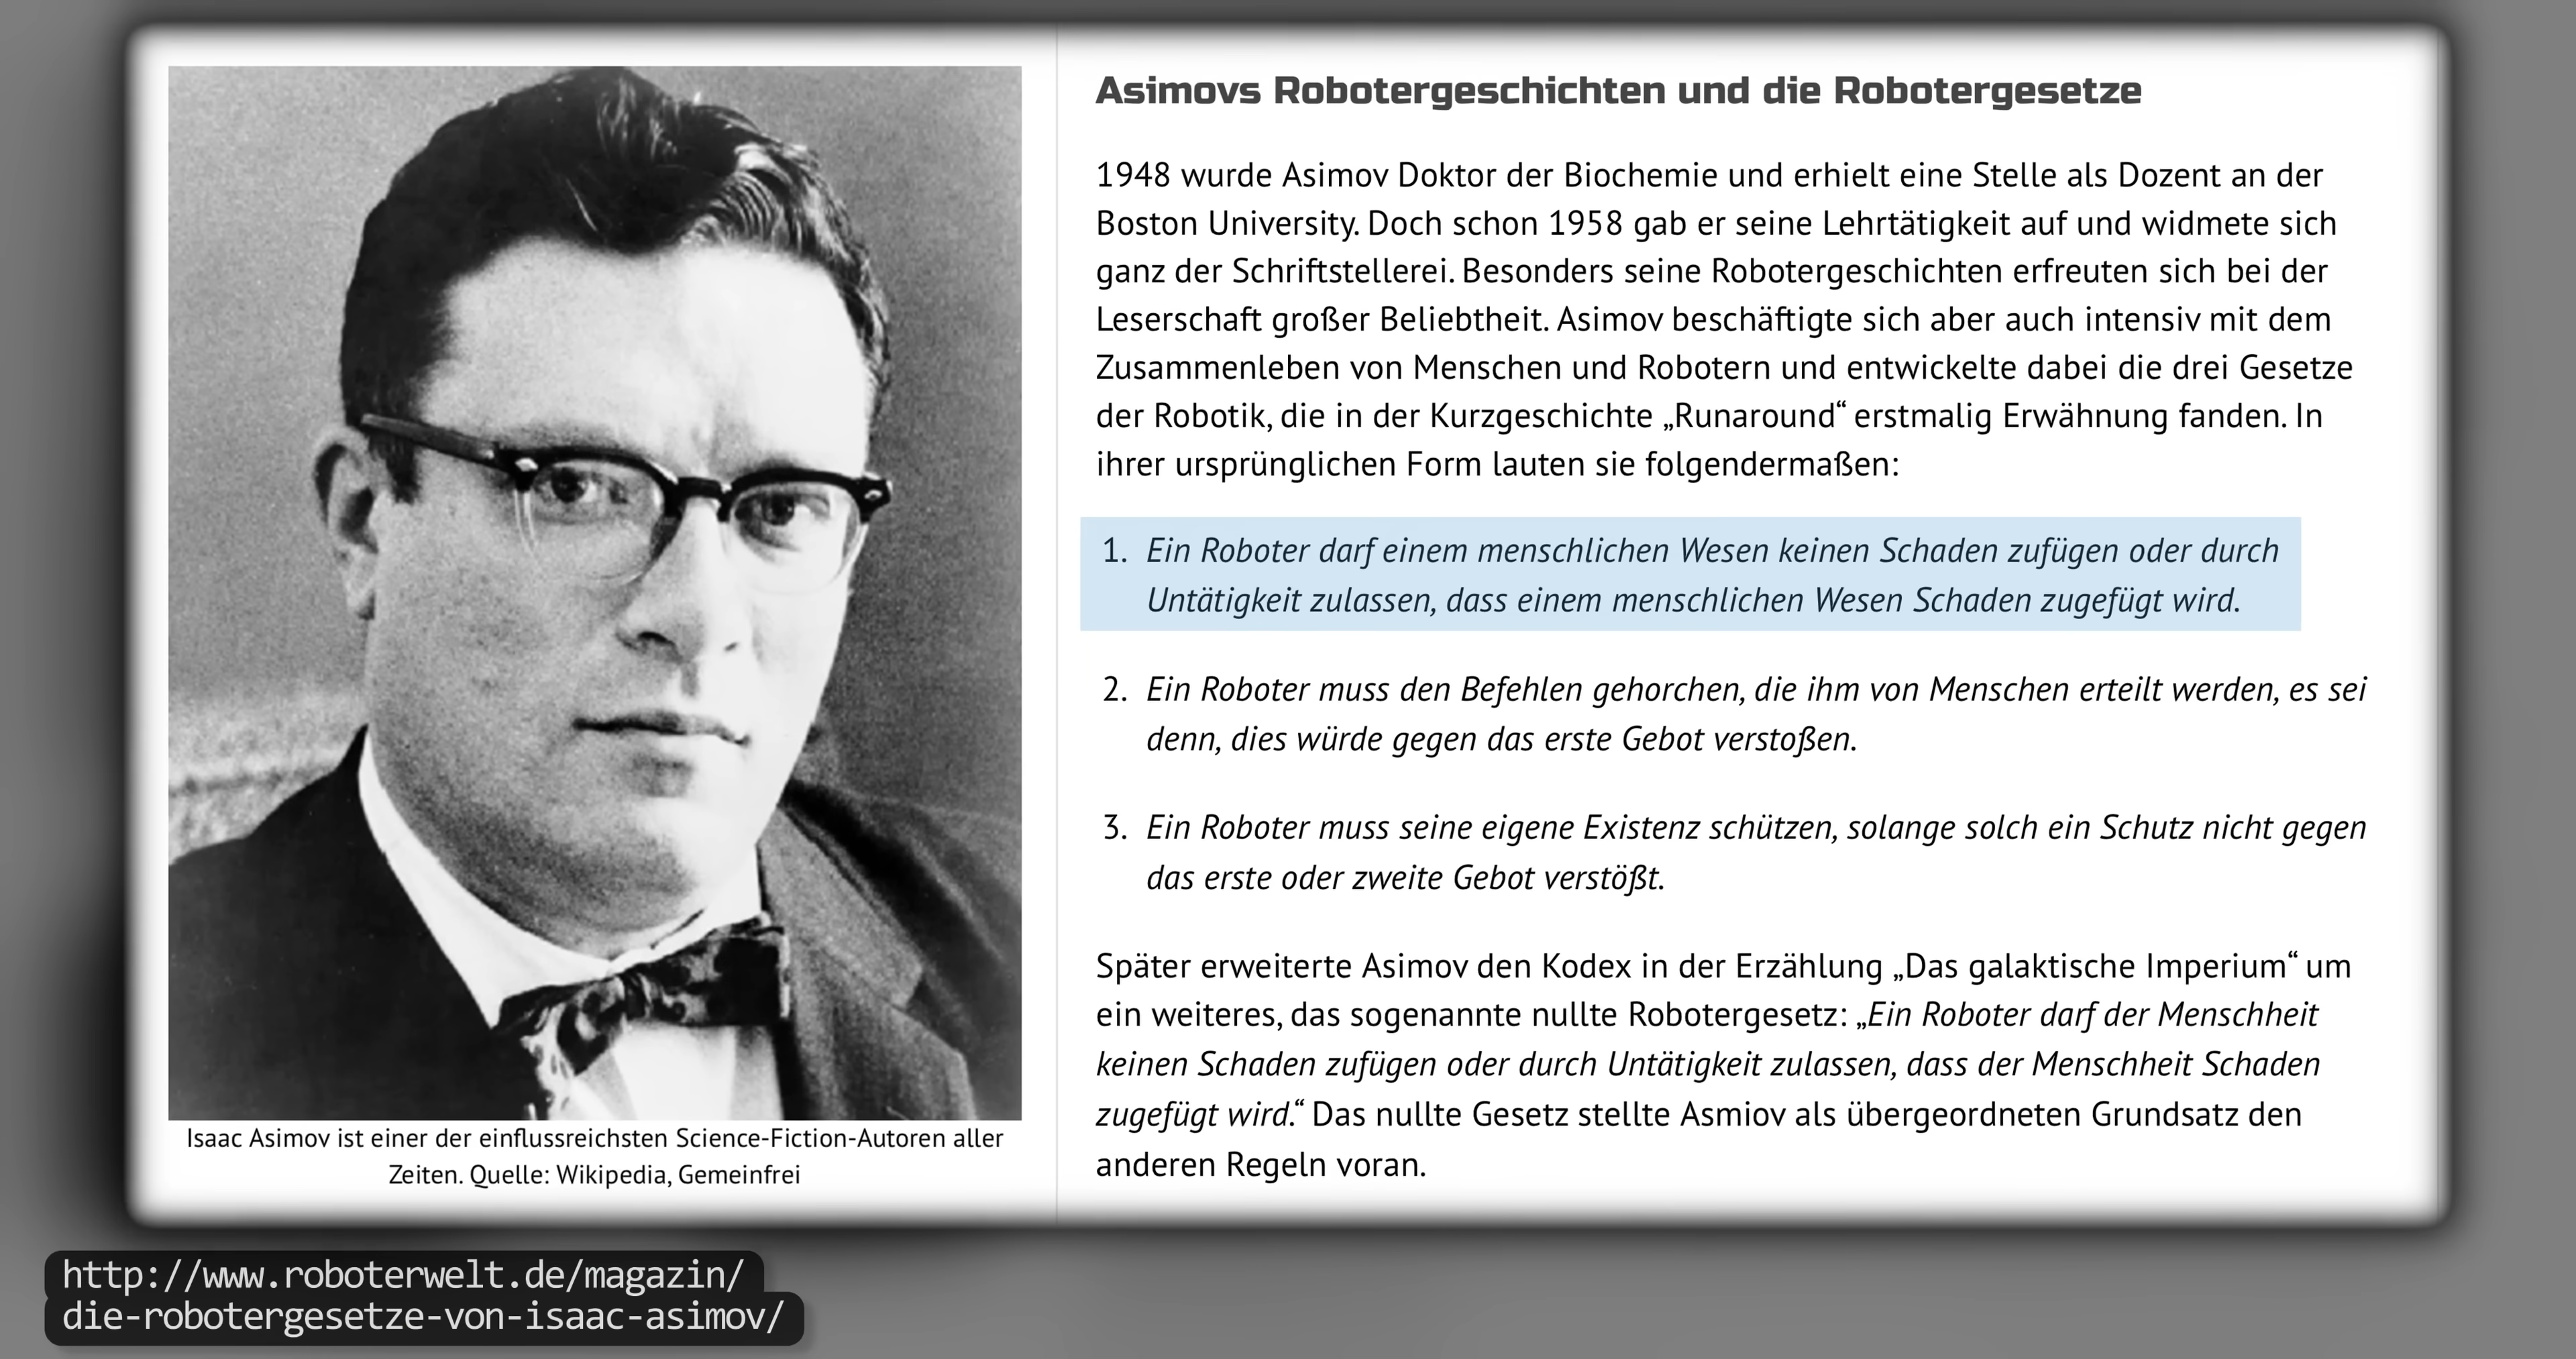 Asimovs Robotergeschichten und die Robotergesetze
1948 wurde Asimov Doktor der Biochemie und erhielt eine Stelle als Dozent an der
Boston University. Doch schon 1958 gab er seine Lehrtätigkeit auf und widmete sich
ganz der Schriftstellerei. Besonders seine Robotergeschichten erfreuten sich bei der
Leserschaft großer Beliebtheit. Asimov beschäftigte sich aber auch intensiv mit dem
Zusammenleben von Menschen und Robotern und entwickelte dabei die drei Gesetze
der Robotik, die in der Kurzgeschichte „Runaround“ erstmalig Erwähnung fanden. In
ihrer ursprünglichen Form lauten sie folgendermaßen:
1. Ein Roboter darf einem menschlichen Wesen keinen Schaden zufügen oder durch
Untätigkeit zulassen, dass einem menschlichen Wesen Schaden zugefügt wird.
2. Ein Roboter muss den Befehlen gehorchen, die ihm von Menschen erteilt werden, es sei
denn, dies würde gegen das erste Gebot verstoßen.
3. Ein Roboter muss seine eigene Existenz schützen, solange solch ein Schutz nicht gegen
das erste oder zweite Gebot verstößt.
Später erweiterte Asimov den Kodex in der Erzählung „Das galaktische Imperium“ um
ein weiteres, das sogenannte nullte Robotergesetz: „Ein Roboter darf der Menschheit
keinen Schaden zufügen oder durch Untätigkeit zulassen, dass der Menschheit Schaden
zugefügt wird.“ Das nullte Gesetz stellte Asmiov als übergeordneten Grundsatz den
anderen Regeln voran.
Isaac Asimov ist einer der einflussreichsten Science-Fiction-Autoren aller
Zeiten. Quelle: Wikipedia, Gemeinfrei
http://www.roboterwelt.de/magazin/
die-robotergesetze-von-isaac-asimov/